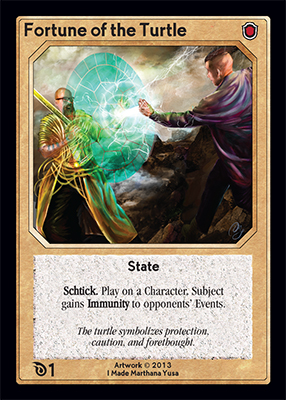 Fortune of the Turtle
State
Schtick. Play on a Character, Subject
gains Immunity to opponents' Events.
The turtle symbolizes protection,
caution, and forethought.
1
Artwork © 2013
I Made Marthana Yusa